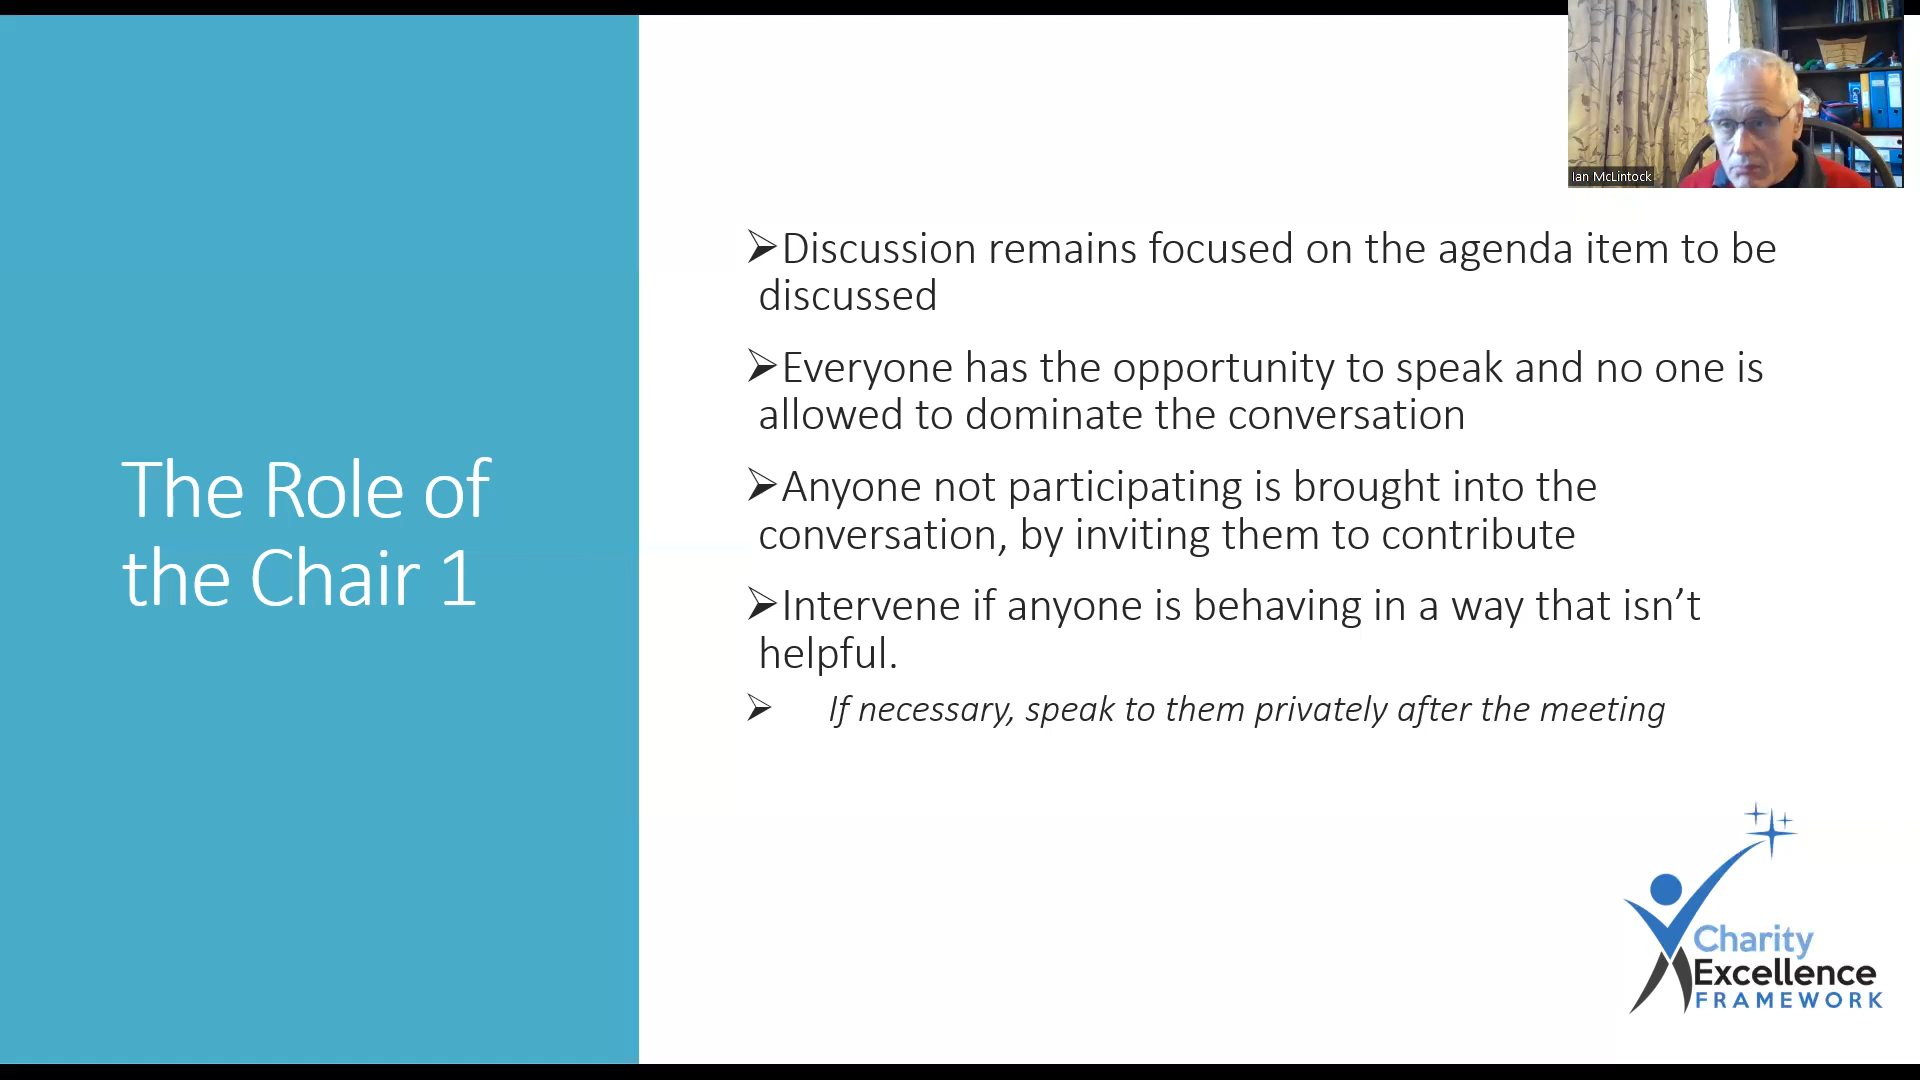 Ian McLintock
The Role of
the Chair 1
➢Discussion remains focused on the agenda item to be
discussed
➢Everyone has the opportunity to speak and no one is
allowed to dominate the conversation
➢Anyone not participating is brought into the
conversation, by inviting them to contribute
➢Intervene if anyone is behaving in a way that isn’t
helpful.
➢ If necessary, speak to them privately after the meeting
Charity
Excellence
FRAMEWORK